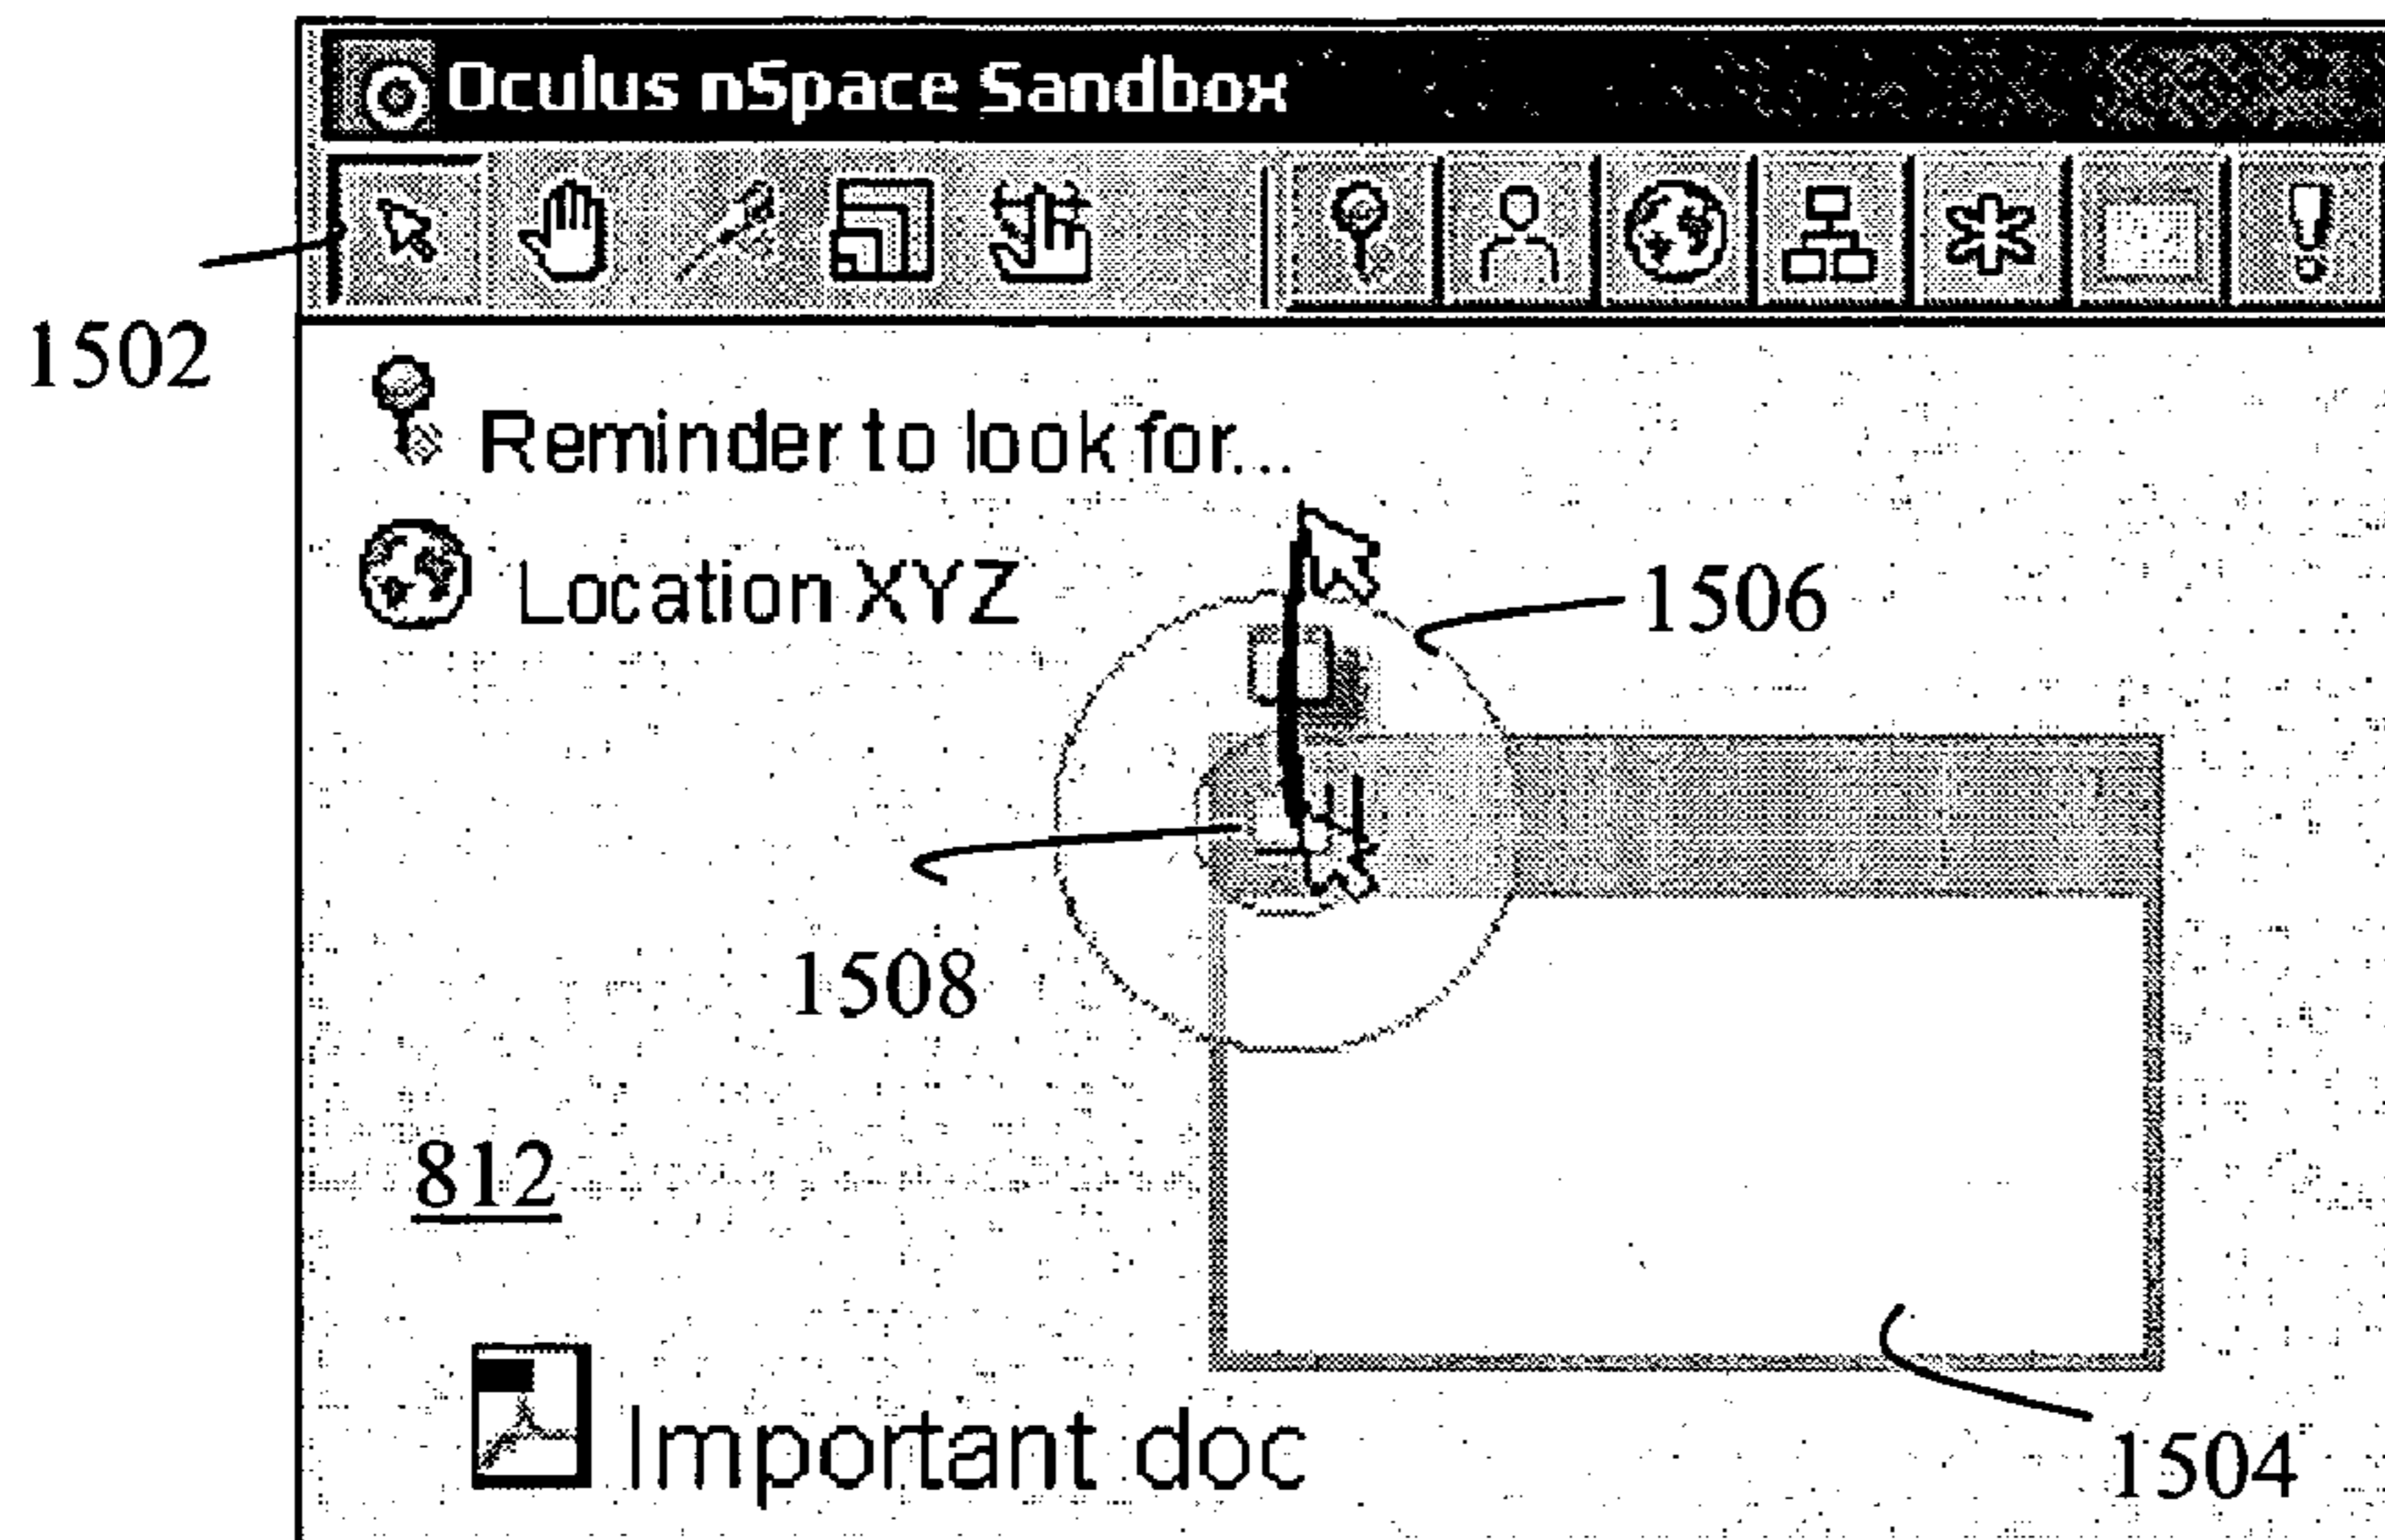 Oculus nSpace Sandbox
1502
Reminder to look for...
Location XYZ
1506
1508
812
Important doc
1504